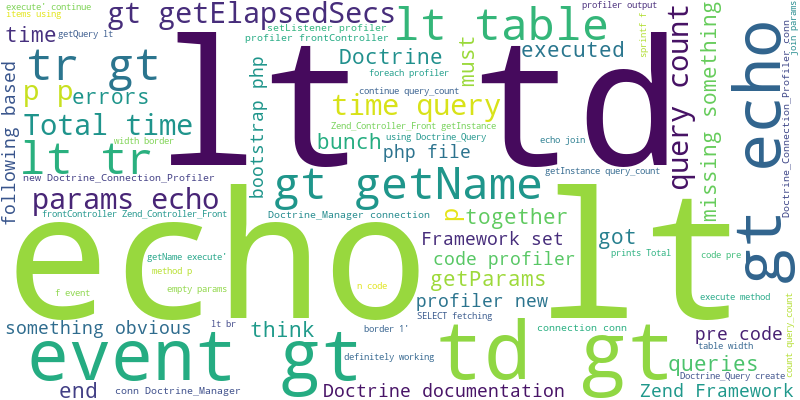 execute' continue
items using
gt getElapsedSecs
setListener profiler
profiler frontController
lt table
profiler output
sprintf f
join params
time
getQuery lt
Doctrine
must
executed
query count
missing something
echo
Doctrine_Connection_Profiler conn
tr gt
lt
td
foreach profiler
p p
errors
continue query_count
time query
following based
Total time
bootstrap php
Zend_Controller_Front getInstance
width border
bunch
using Doctrine_Query
echo join
lt tr
php file
new Doctrine_Connection_Profiler
gt getName
getInstance query_count
params echo
gt echo
frontController Zend_Controller_Front
Doctrine_Manager connection
p
together
echo lt
Framework set
got
prints Total
getName execute'
code profiler
code pre
method p
f event
empty params
n code
getParams
profiler new
execute method
SELECT fetching
something obvious
lt br
think
border 1'
connection conn
pre code
table width
event gt
definitely working
td gt
queries
Doctrine_Query create
count query_count
end
conn Doctrine_Manager
Doctrine documentation
Zend Framework